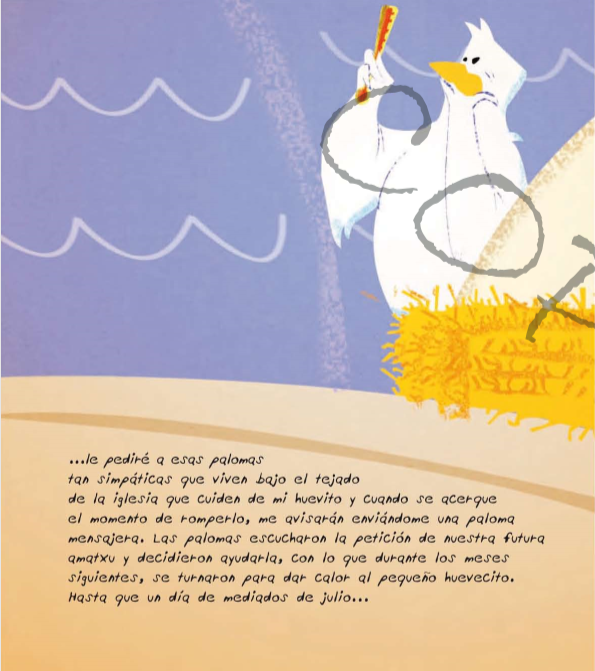 ...le pediré a esas palomas
tan simpáticas que viven bajo el tejado
de la iglesia que cuiden de mi huevito y cuando se acerque
el momento de romperlo, me avisarán enviándome una paloma
mensajera. Las palomas escucharon la petición de nuestra futura
amatxu y decidieron ayudarla, con lo que durante los meses
siguientes, se turnaron para dar calor al pequeño huevecito.
Hasta que un día de mediados de julio...